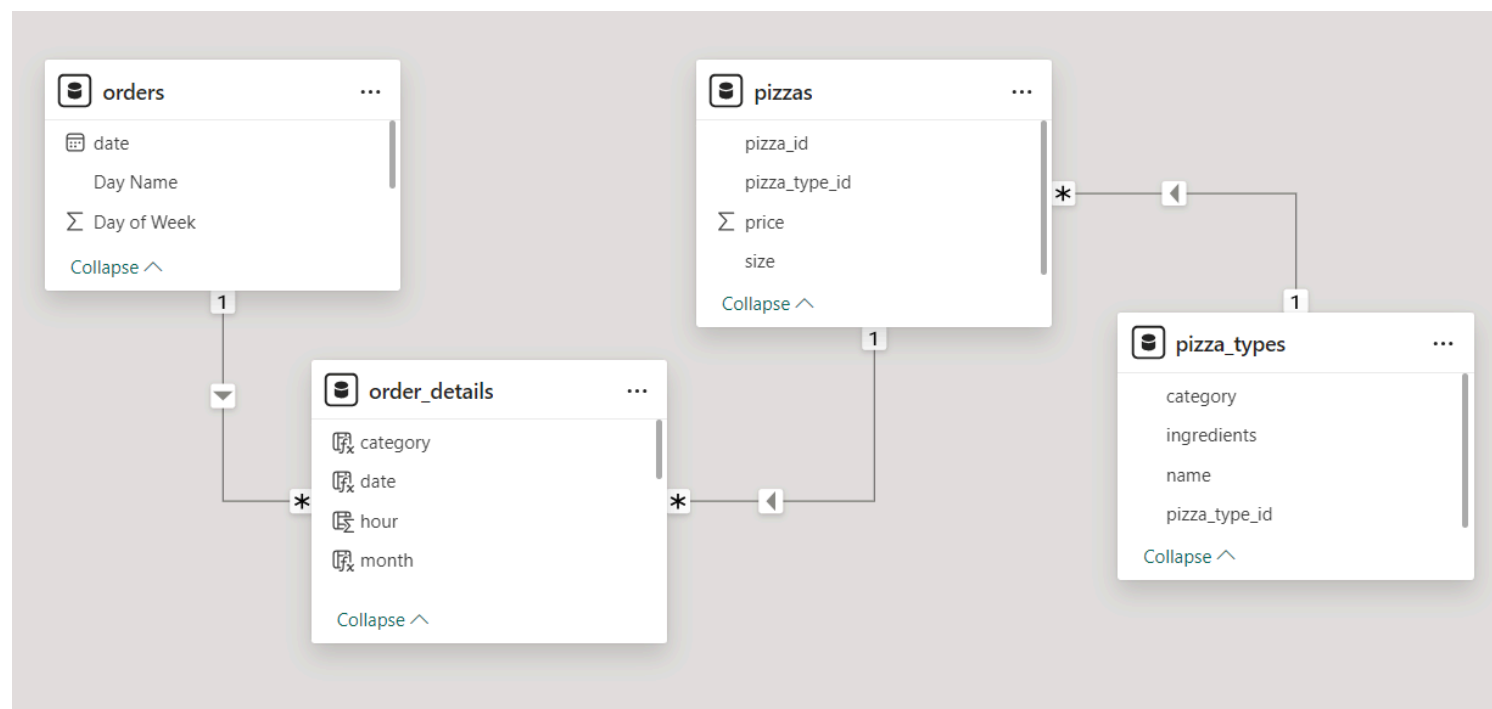 orders
date
Day Name
Day of Week
Collapse
1
pizzas
pizza_id
pizza_type_id
price
size
Collapse
1
*
1
order_details
category
date
hour
month
Collapse
*
*
pizza_types
category
ingredients
name
pizza_type_id
Collapse